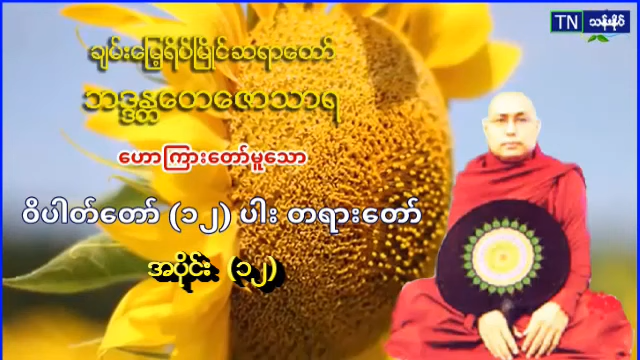 TN သန်းနိုင်
ချမ်းမြေ့ရိပ်မြိုင်ဆရာတော်
ဘဒ္ဒန္တတေဇောသာရ
ဟောကြားတော်မူသော
ဝိပါတ်တော် (၁၂) ပါး တရားတော်
အပိုင်း (၁၂)